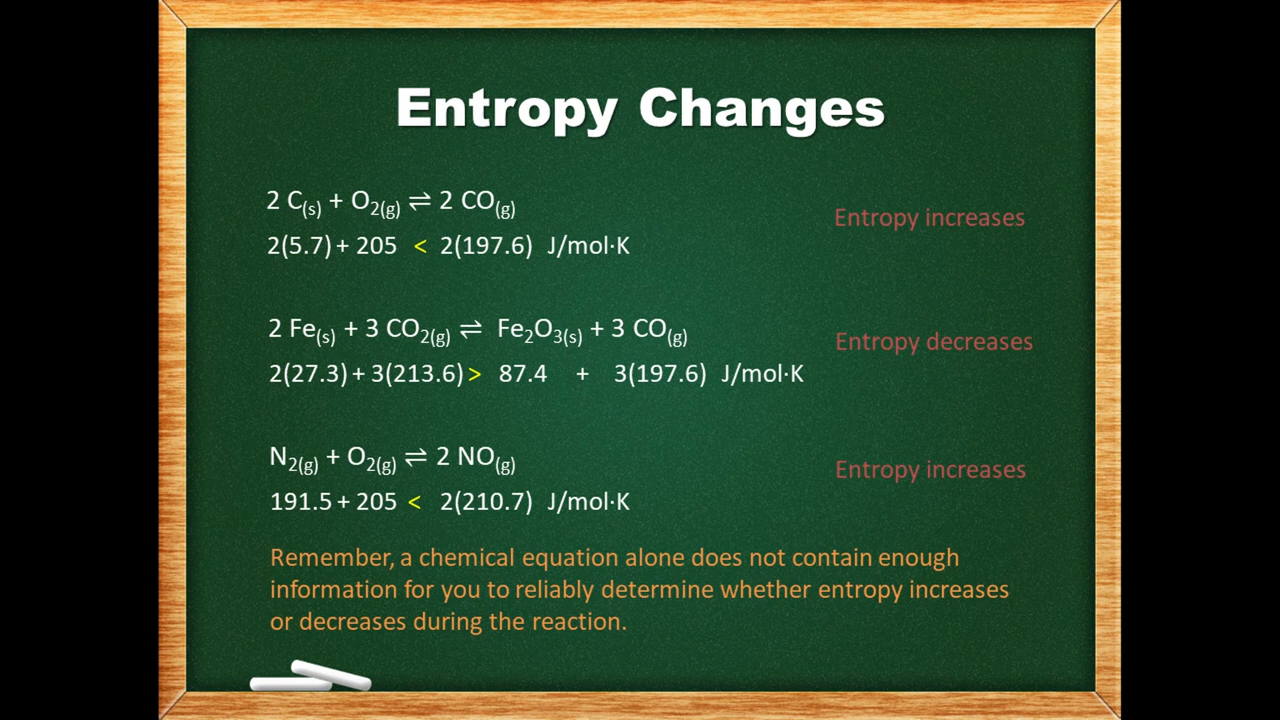 Entropy Changes
2 C(s) + O2(g) ⇌ 2 CO(g)
Entropy increases
2(5.7) + 205 < 2(197.6) J/mol·K
2 Fe(s) + 3 CO2(g) ⇌ Fe2O3(s) + 3 CO(g)
Entropy decreases
2(27.3) + 3(213.6) > 87.4 + 3(197.6) J/mol·K
N2(g) + O2(g) ⇌ 2 NO(g)
Entropy increases
191.5 + 205 < 2(210.7) J/mol·K
Remember, a chemical equation alone does not contain enough
information for you to reliably determine whether entropy increases
or decreases during the reaction.